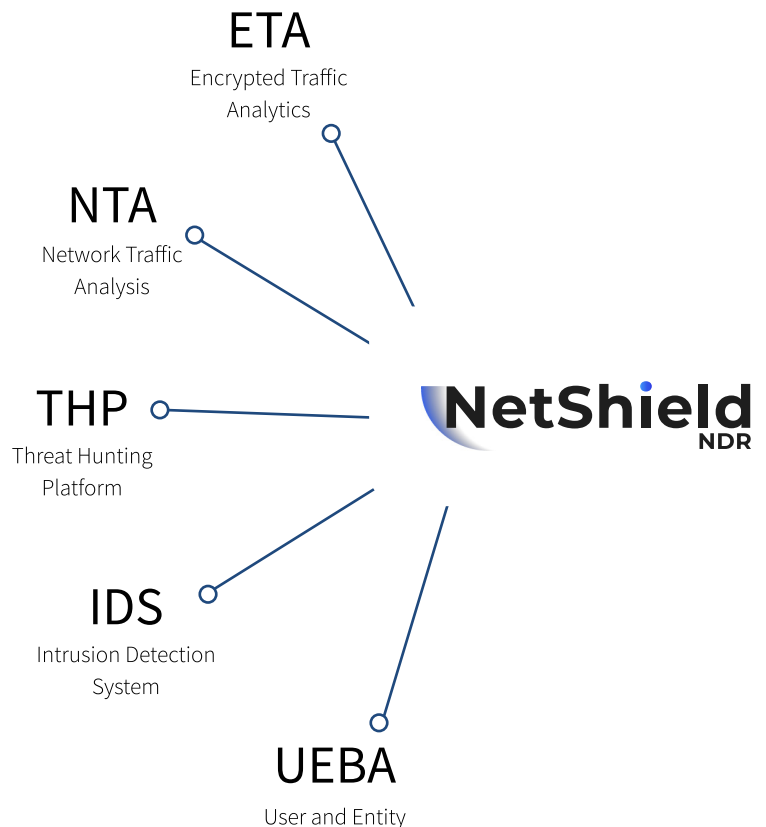 ETA
Encrypted Traffic
Analytics
NTA
Network Traffic
Analysis
THP
Threat Hunting
Platform
NetShield
NDR
IDS
Intrusion Detection
System
UEBA
User and Entity